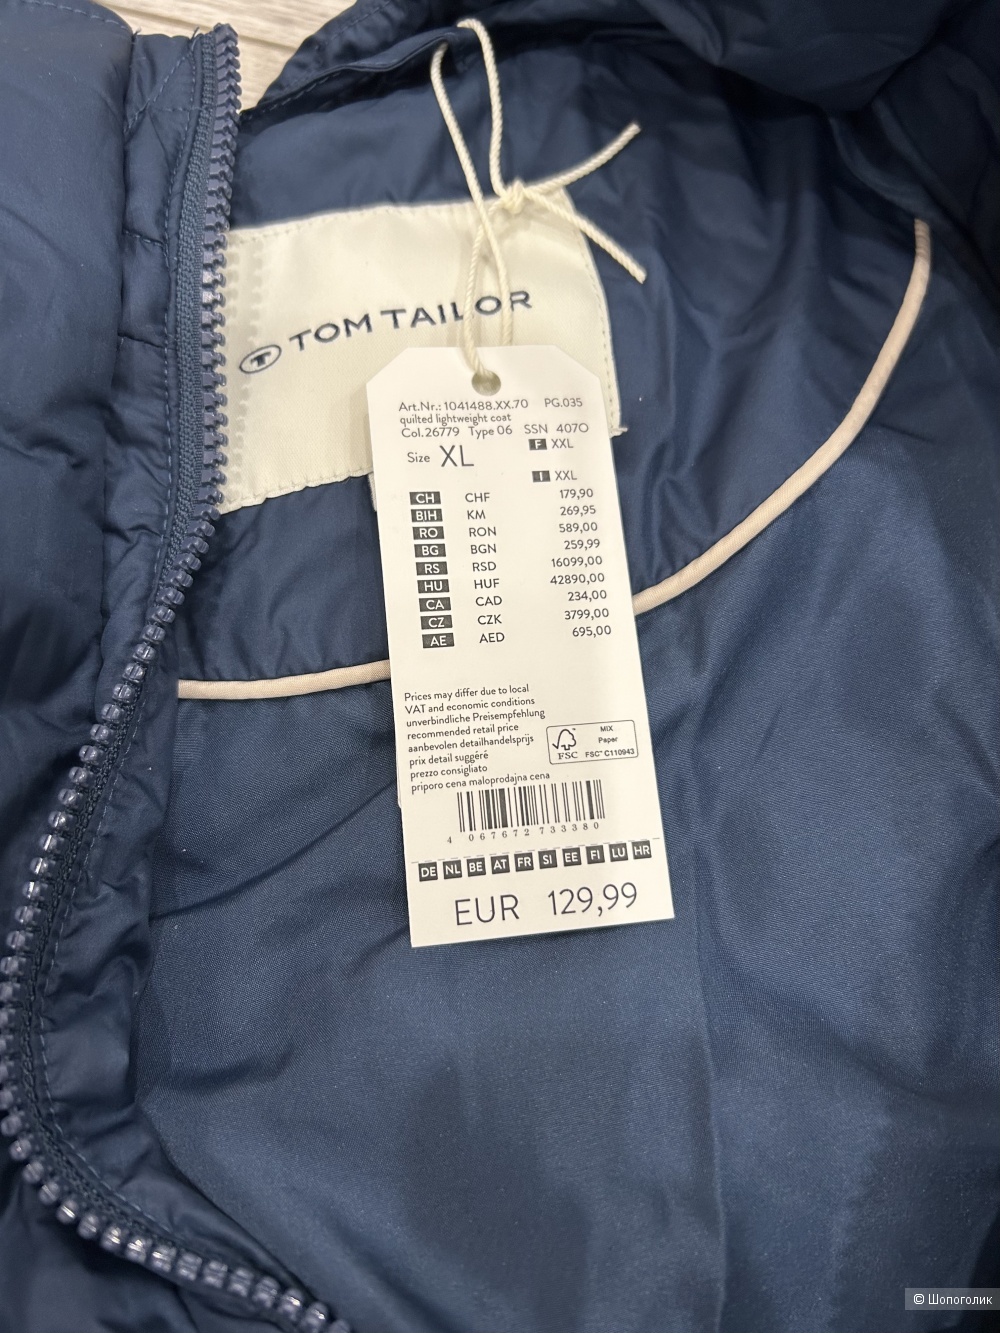 TOM TAILOR
Art.Nr.: 1041488.XX.70 PG.035
quilted lightweight coat
Col.26779 Type 06 SSN 4070
F XXL
Size XL
I XXL
CH CHF 179,90
BIH KM 269,95
RO RON 589,00
BG BGN 259,99
RS RSD 16099,00
HU HUF 42890,00
CA CAD 234,00
CZ CZK 3799,00
AE AED 695,00
Prices may differ due to local
VAT and economic conditions
unverbindliche Preisempfehlung
recommended retail price
aanbevolen detailhandelsprijs
prix detail suggéré
prezzo consigliato
priporo cena maloprodajna cena
FSC
MIX
Paper
FSC™ C110943
4 067672 733380
DE NL BE AT FR SI EE FI LU HR
EUR 129,99
© Шопоголик